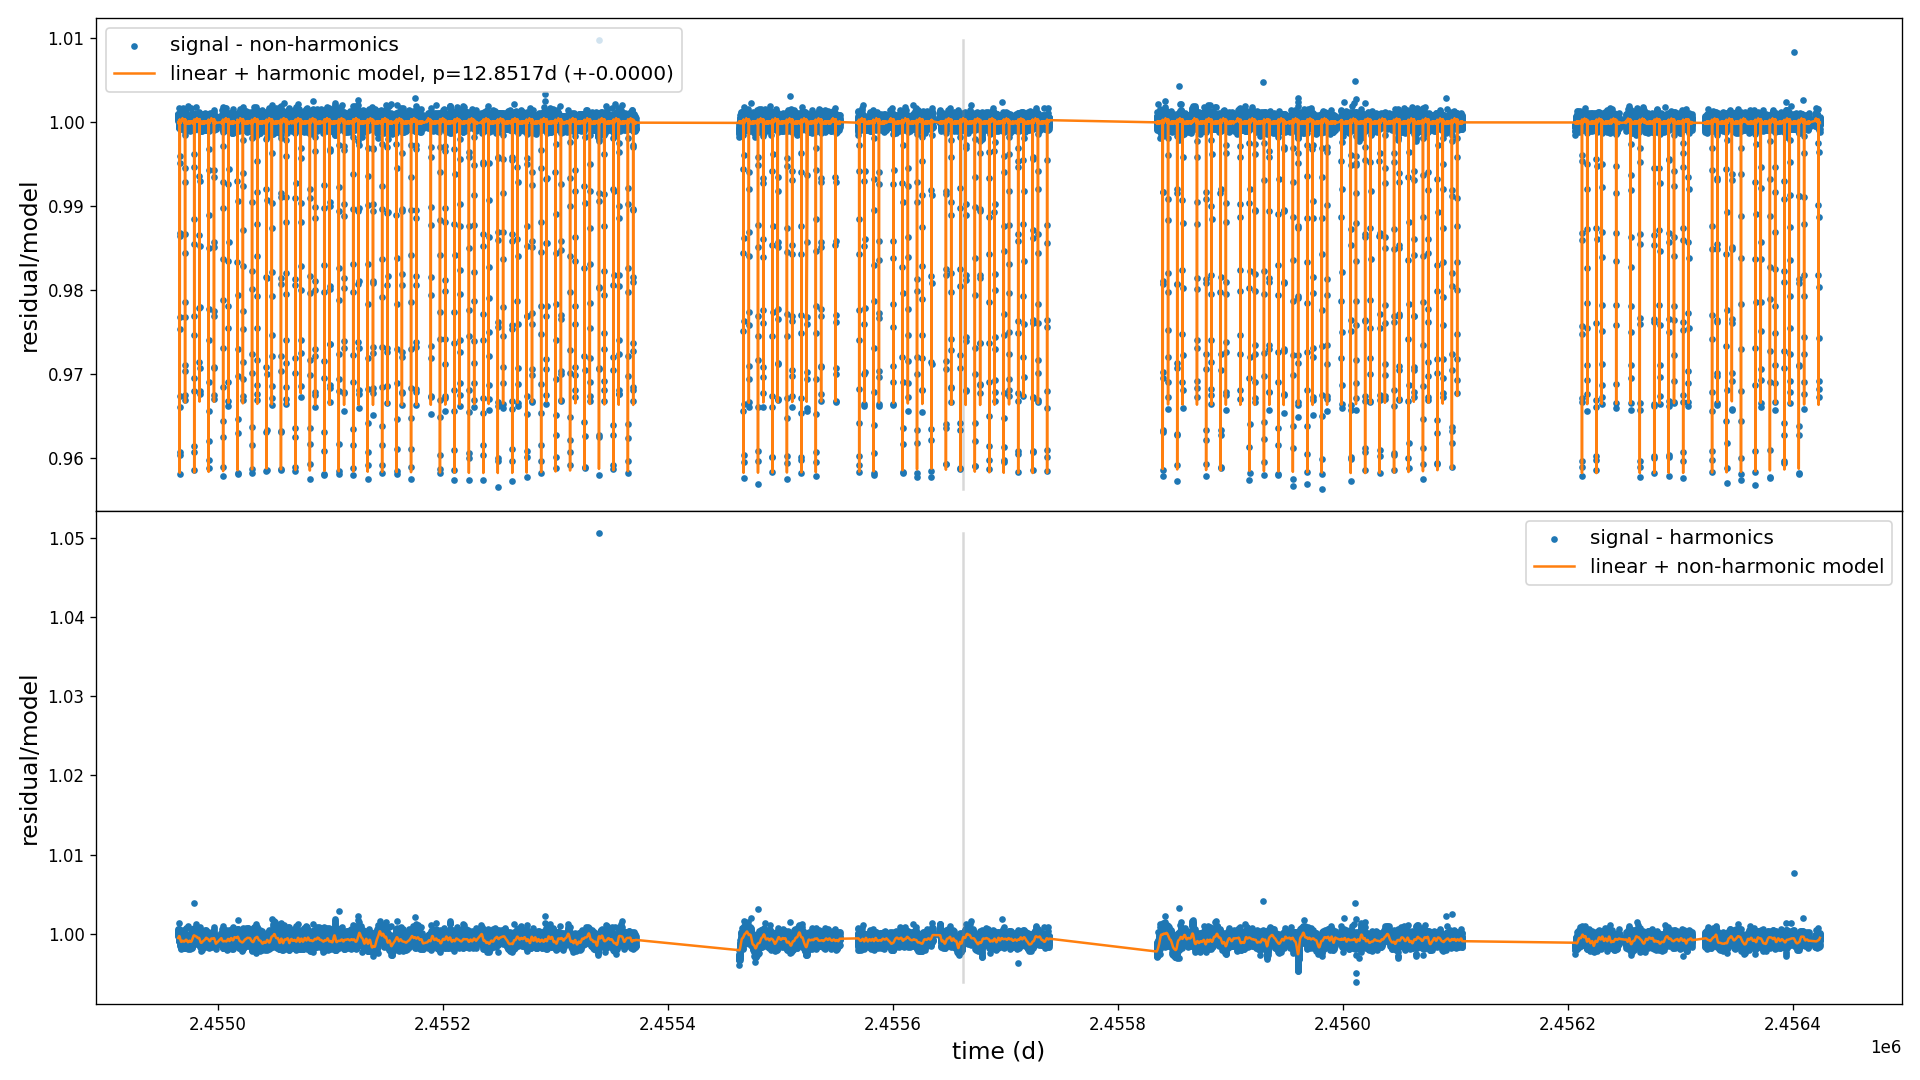 signal - non-harmonics
linear + harmonic model, p=12.8517d (+-0.0000)
1.01
1.00
0.99
0.98
0.97
0.96
residual/model
signal - harmonics
linear + non-harmonic model
1.05
1.04
1.03
1.02
1.01
1.00
residual/model
2.4550
2.4552
2.4554
2.4556
2.4558
2.4560
2.4562
2.4564
1e6
time (d)